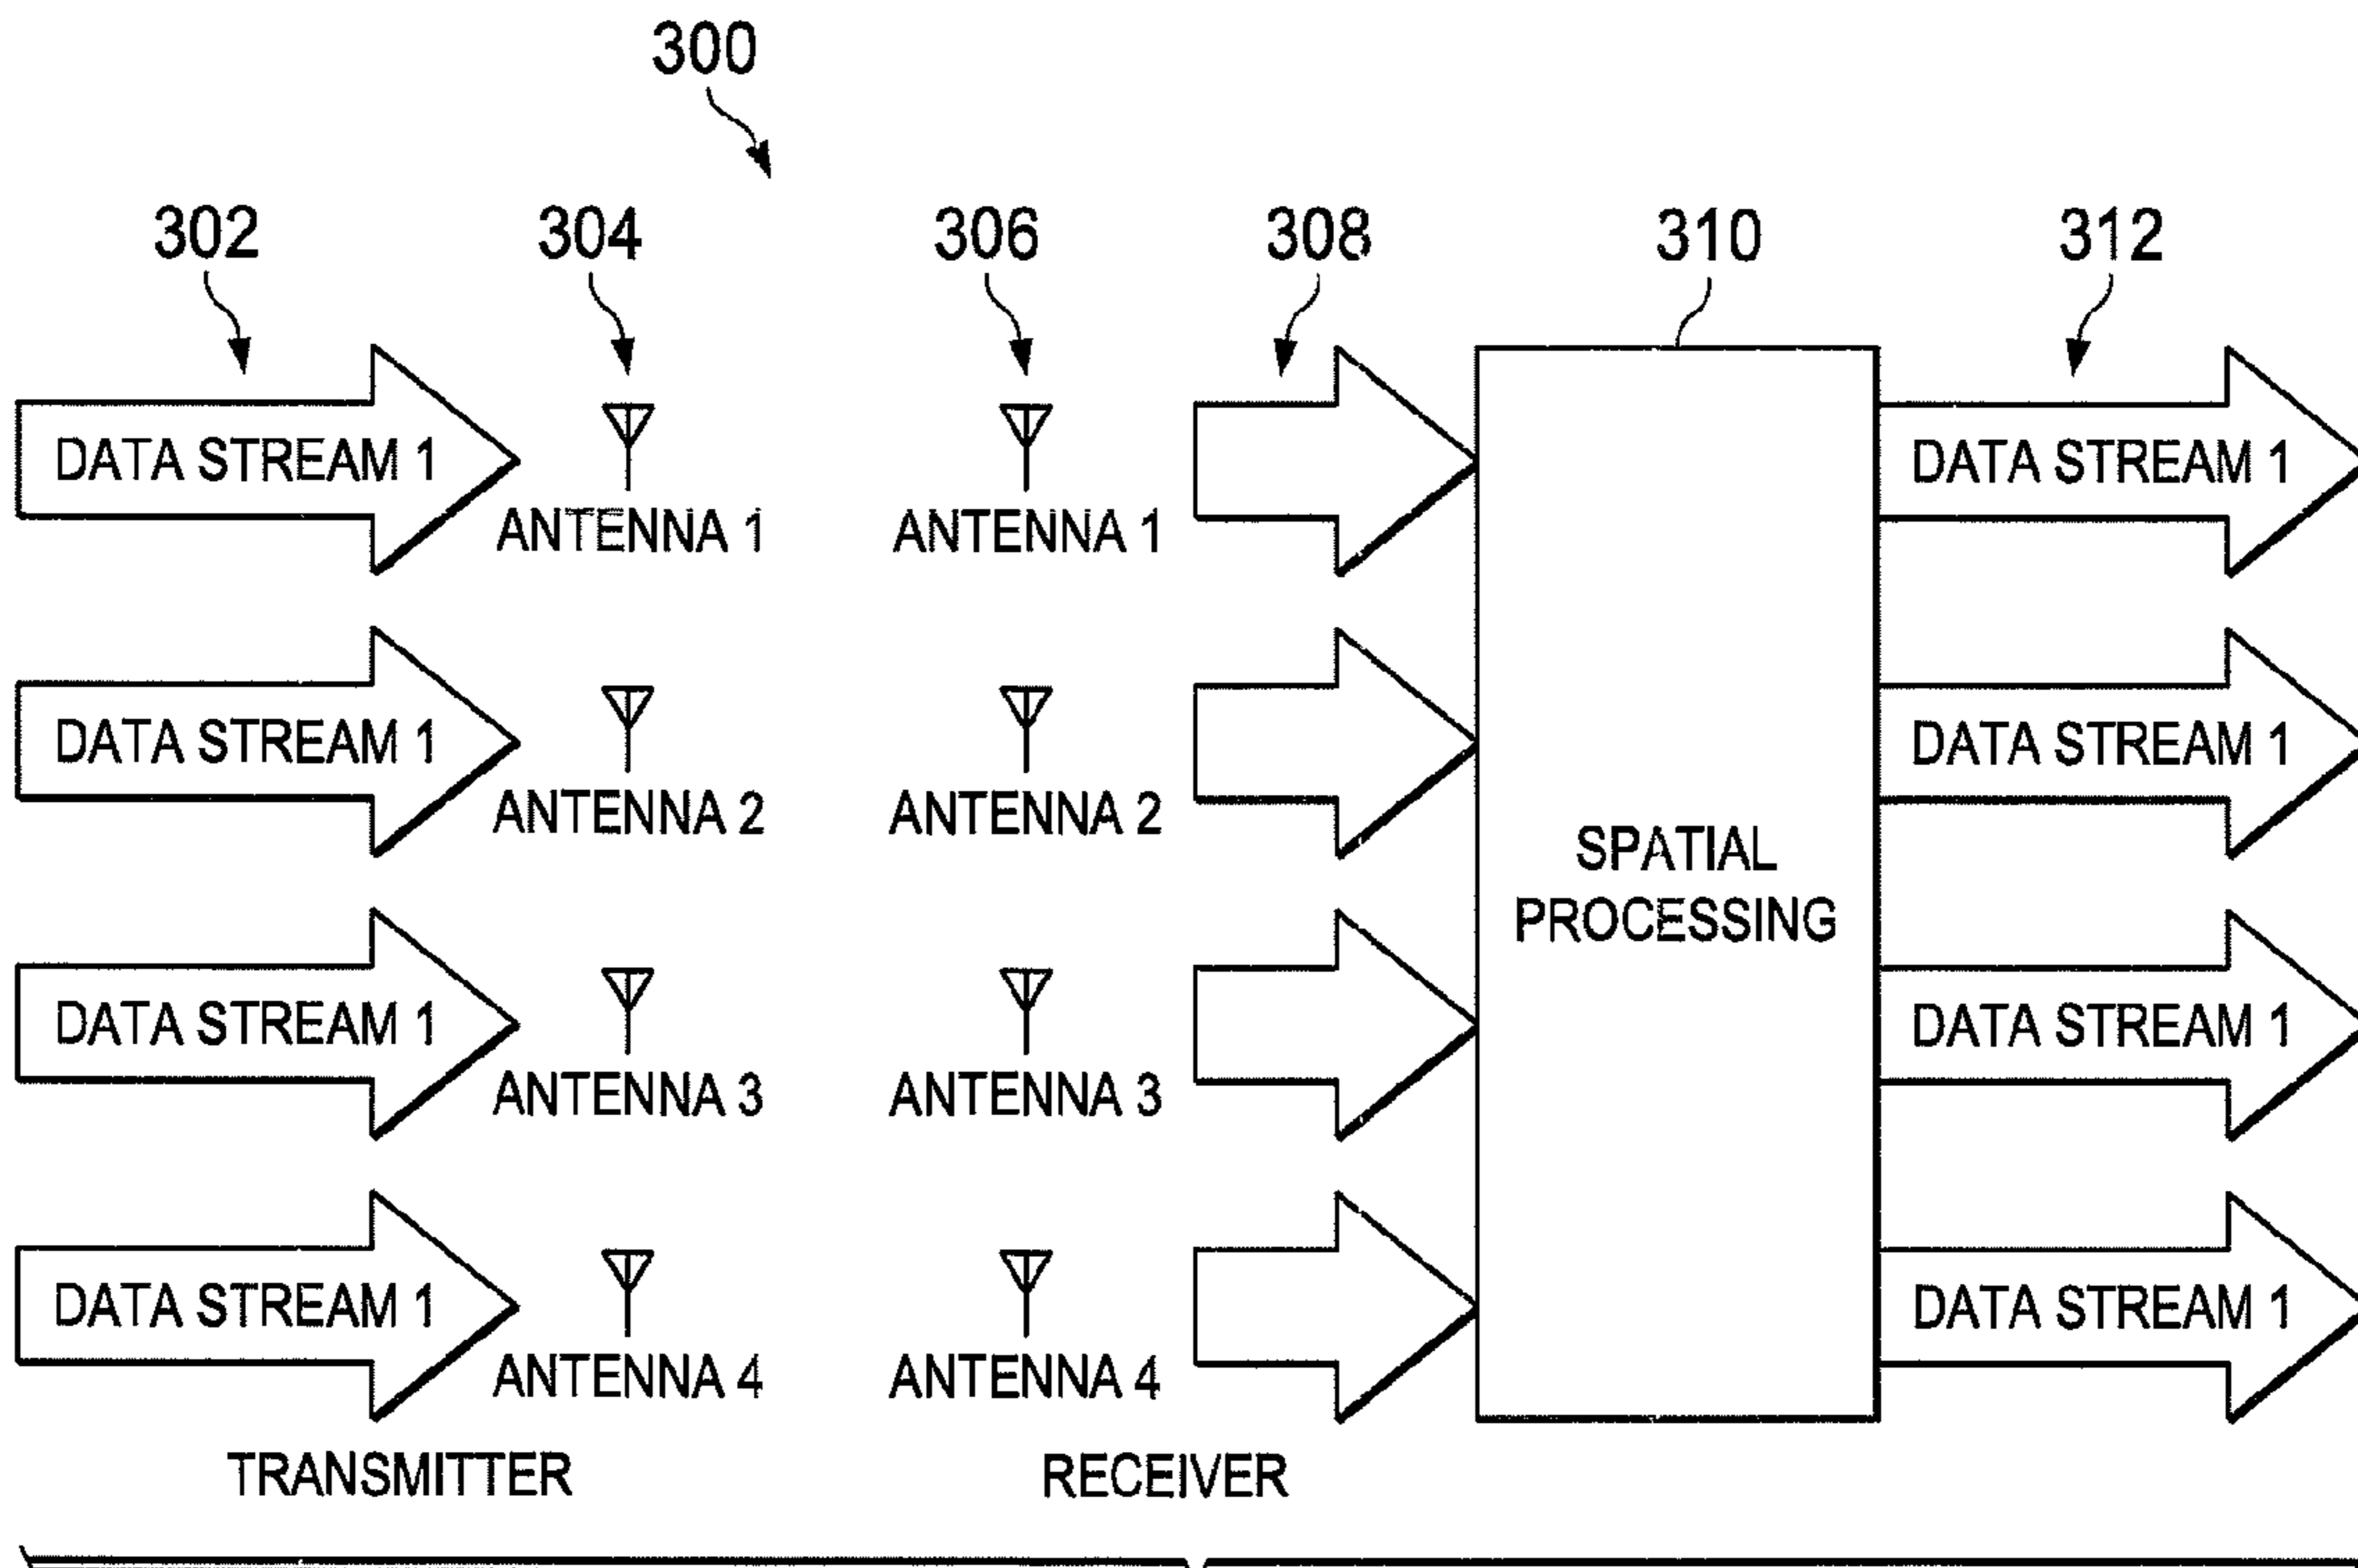 300
302 304 306 308 310 312
DATA STREAM 1 DATA STREAM 1
ANTENNA 1 ANTENNA 1
DATA STREAM 1 DATA STREAM 1
ANTENNA 2 ANTENNA 2
SPATIAL
PROCESSING
DATA STREAM 1 DATA STREAM 1
ANTENNA 3 ANTENNA 3
DATA STREAM 1 DATA STREAM 1
ANTENNA 4 ANTENNA 4
TRANSMITTER RECEIVER